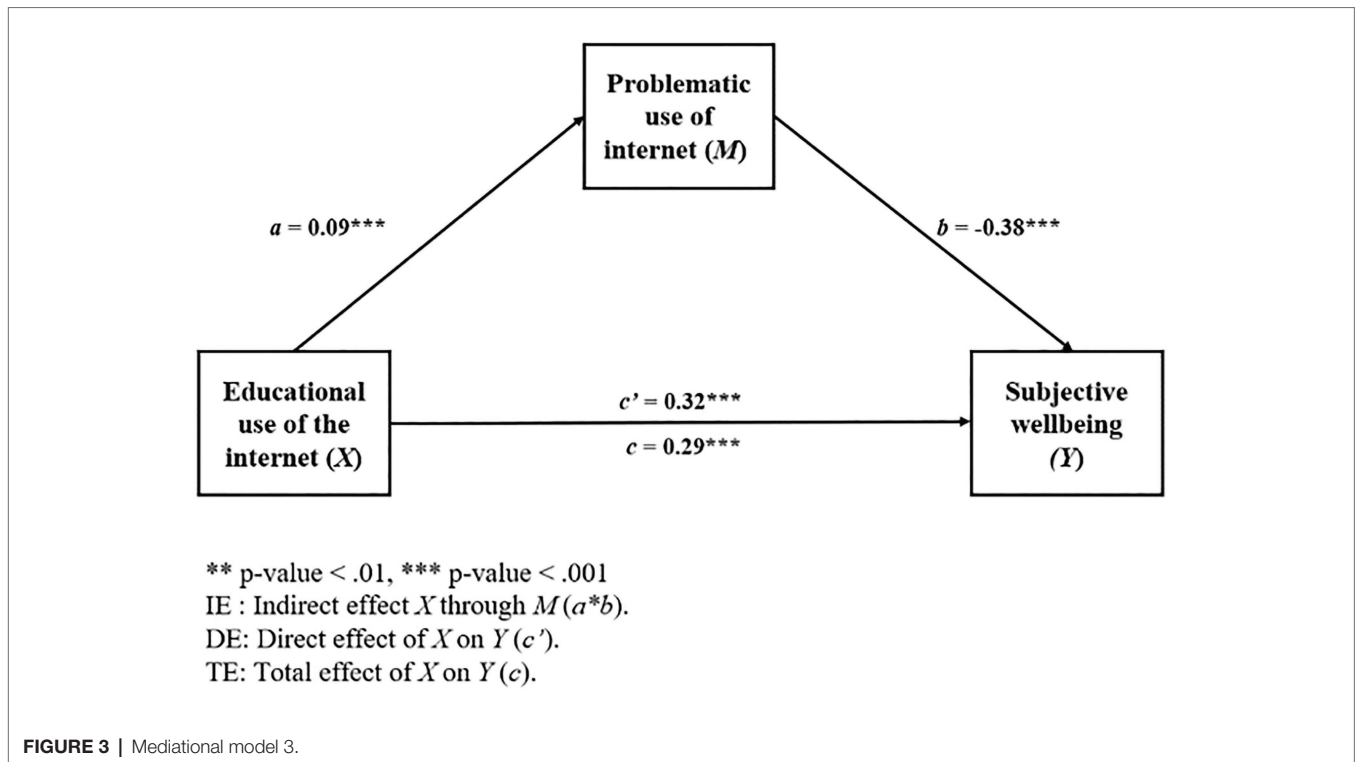 Problematic
use of
internet (M)
a = 0.09***
b = -0.38***
Educational
use of the
internet (X)
c’ = 0.32***
c = 0.29***
Subjective
wellbeing
(Y)
** p-value < .01, *** p-value < .001
IE : Indirect effect X through M (a*b).
DE: Direct effect of X on Y (c’).
TE: Total effect of X on Y (c).
FIGURE 3 | Mediational model 3.